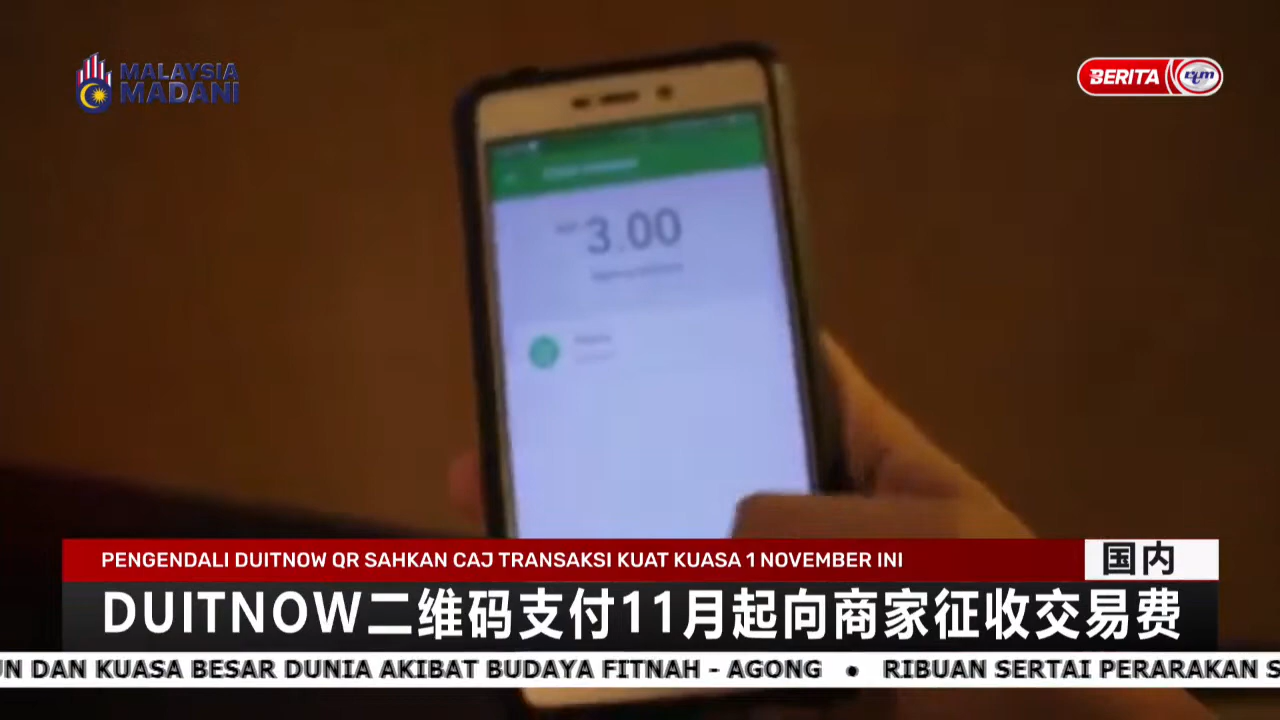 MALAYSIA
MADANI
BERITA rtm
3.00
PENGENDALI DUITNOW QR SAHKAN CAJ TRANSAKSI KUAT KUASA 1 NOVEMBER INI
国内
DUITNOW二维码支付11月起向商家征收交易费
DAN KUASA BESAR DUNIA AKIBAT BUDAYA FITNAH - AGONG • RIBUAN SERTAI PERARAKAN